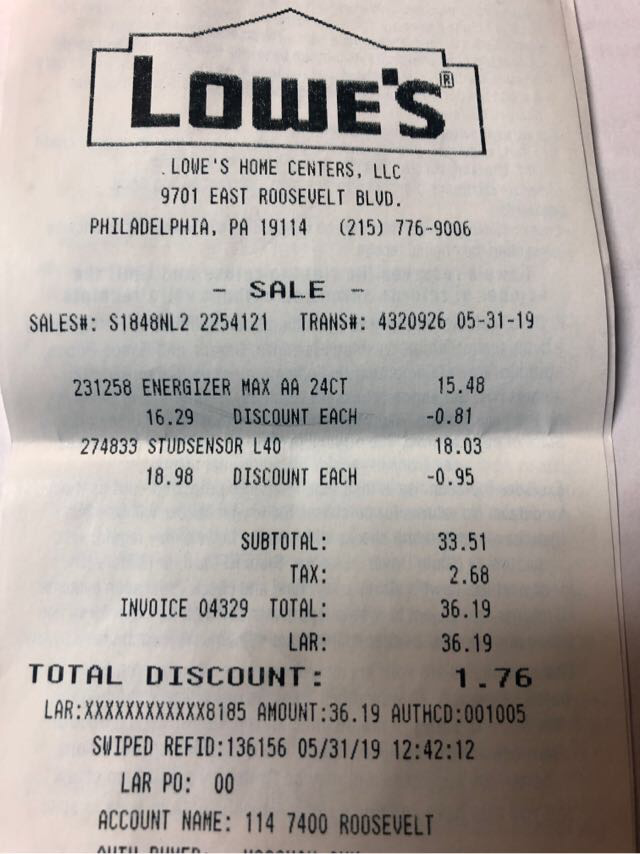 LOWE'S®
LOWE'S HOME CENTERS, LLC
9701 EAST ROOSEVELT BLVD.
PHILADELPHIA, PA 19114 (215) 776-9006
- SALE -
SALES#: S1848NL2 2254121 TRANS#: 4320926 05-31-19
231258 ENERGIZER MAX AA 24CT 15.48
16.29 DISCOUNT EACH -0.81
274833 STUDSENSOR L40 18.03
18.98 DISCOUNT EACH -0.95
SUBTOTAL: 33.51
TAX: 2.68
INVOICE 04329 TOTAL: 36.19
LAR: 36.19
TOTAL DISCOUNT: 1.76
LAR:XXXXXXXXXXXX8185 AMOUNT:36.19 AUTHCD:001005
SWIPED REFID:136156 05/31/19 12:42:12
LAR PO: 00
ACCOUNT NAME: 114 7400 ROOSEVELT
AUTH BUYER: